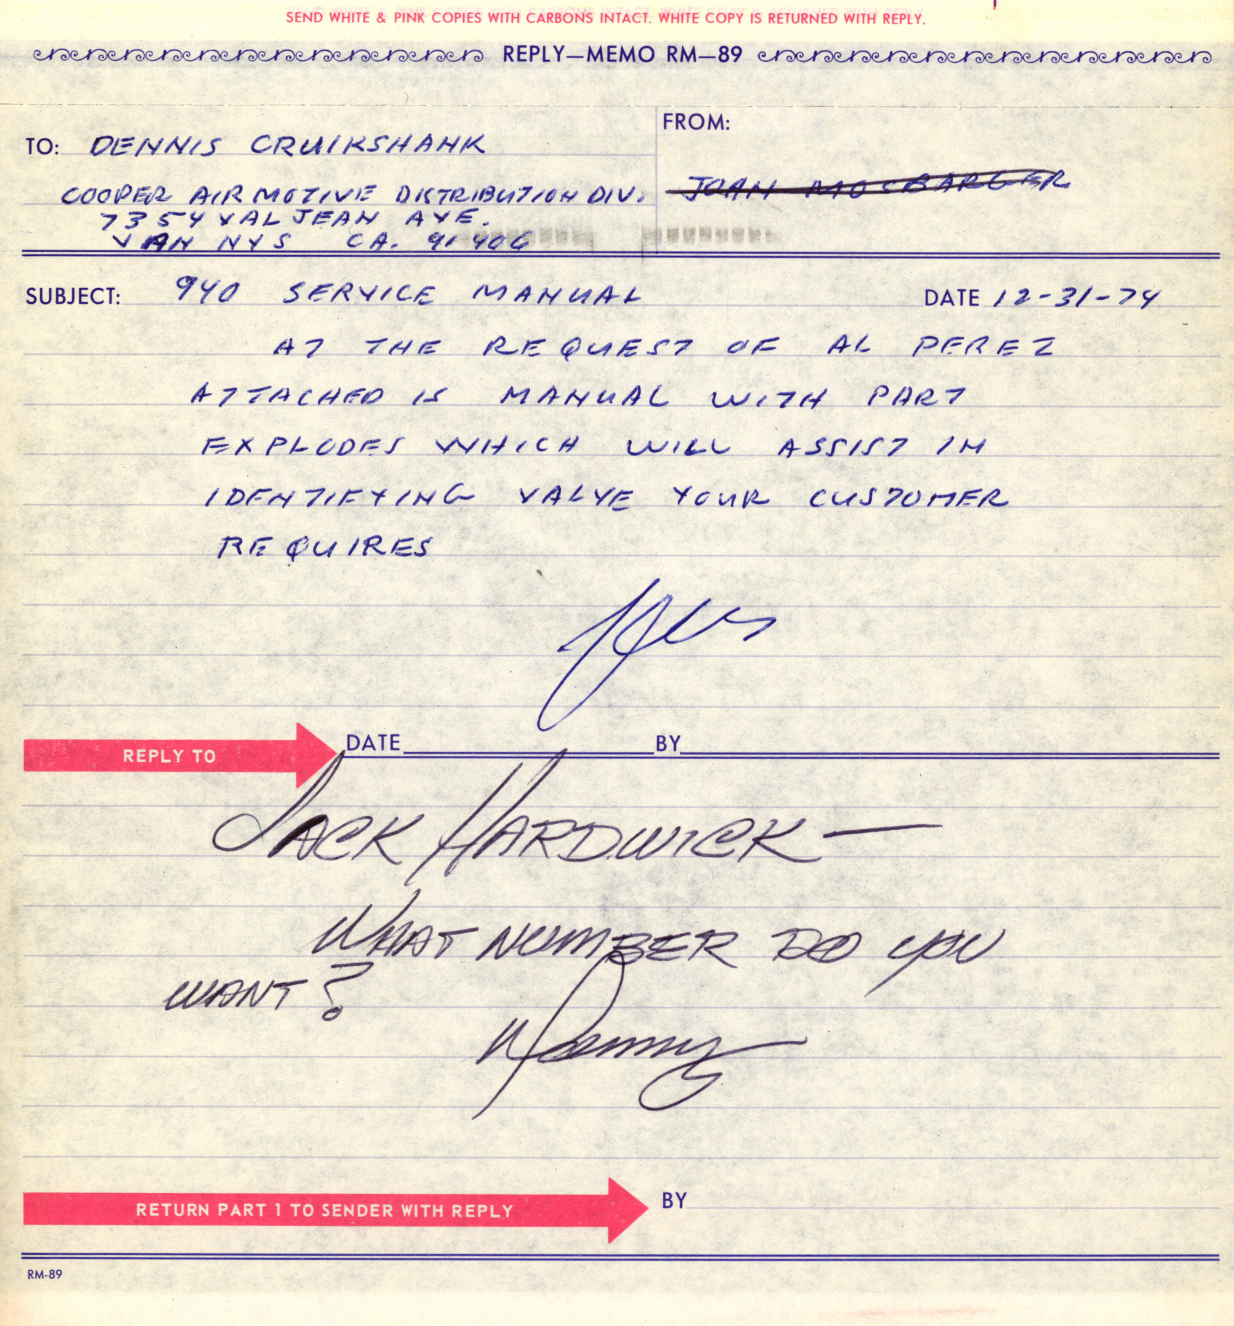 SEND WHITE & PINK COPIES WITH CARBONS INTACT. WHITE COPY IS RETURNED WITH REPLY.
REPLY—MEMO RM—89
TO: DENNIS CRUIKSHANK
COOPER AIRMOTIVE DISTRIBUTION DIV.
7354 VALJEAN AVE.
VAN NYS CA. 91406
FROM:
JOAN MOSBARGER
SUBJECT: 940 SERVICE MANUAL DATE 12-31-74
AT THE REQUEST OF AL PEREZ
ATTACHED IS MANUAL WITH PART
EXPLODES WHICH WILL ASSIST IN
IDENTIFYING VALVE YOUR CUSTOMER
REQUIRES
REPLY TO DATE BY
JACK HARDWICK —
WHAT NUMBER DO YOU
WANT?
Denny
RETURN PART 1 TO SENDER WITH REPLY BY
RM-89